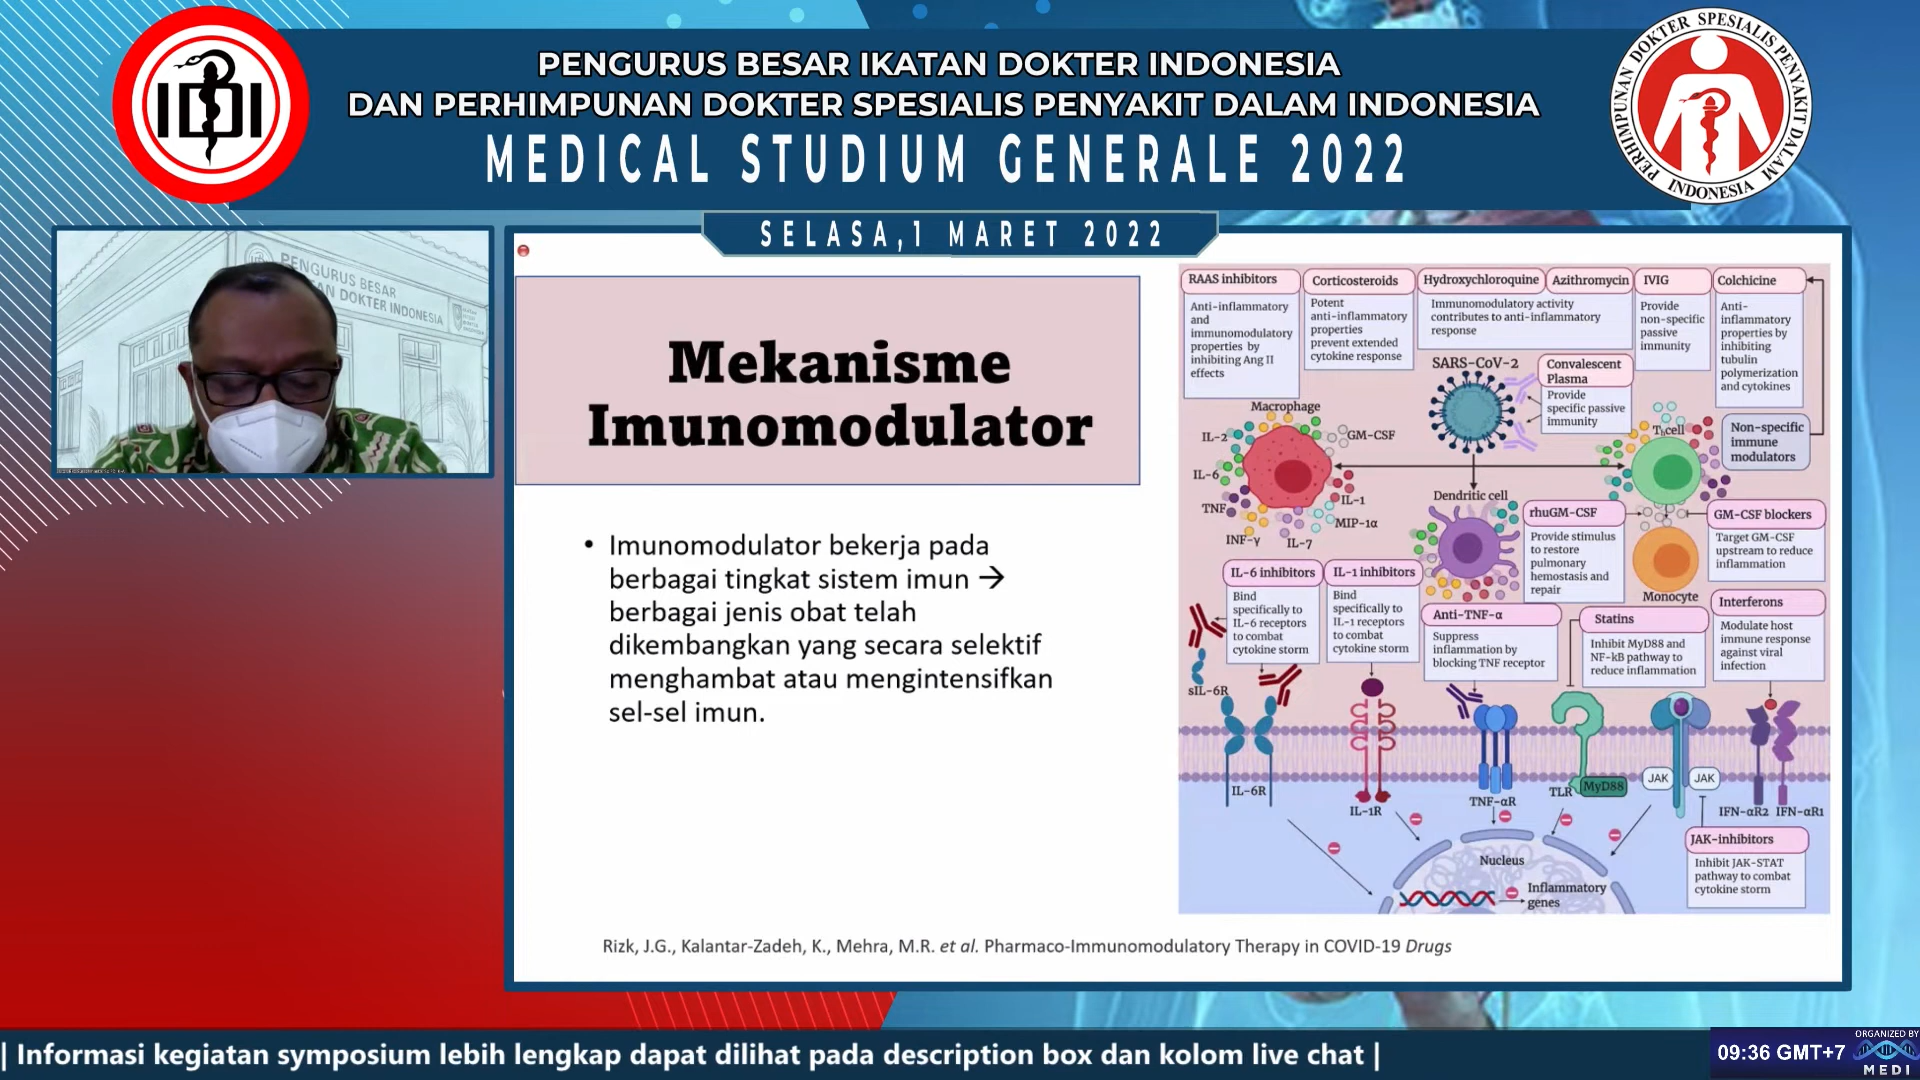 PENGURUS BESAR IKATAN DOKTER INDONESIA
DAN PERHIMPUNAN DOKTER SPESIALIS PENYAKIT DALAM INDONESIA
MEDICAL STUDIUM GENERALE 2022
SELASA,1 MARET 2022
IDI
PERHIMPUNAN DOKTER SPESIALIS PENYAKIT DALAM
INDONESIA
PENGURUS BESAR
DOKTER INDONESIA
Mekanisme
Imunomodulator
• Imunomodulator bekerja pada
berbagai tingkat sistem imun →
berbagai jenis obat telah
dikembangkan yang secara selektif
menghambat atau mengintensifkan
sel-sel imun.
RAAS inhibitors
Anti-inflammatory
and
immunomodulatory
properties by
inhibiting Ang II
effects
Corticosteroids
Potent
anti-inflammatory
properties
prevent extended
cytokine response
Hydroxychloroquine
Azithromycin
Immunomodulatory activity
contributes to anti-inflammatory
response
IVIG
Provide
non-specific
passive
immunity
Colchicine
Anti-
inflammatory
properties by
inhibiting
tubulin
polymerization
and cytokines
SARS-CoV-2
Convalescent
Plasma
Provide
specific passive
immunity
Non-specific
immune
modulators
Macrophage
IL-2
GM-CSF
IL-6
TNF
IL-1
MIP-1α
INF-γ
IL-7
Dendritic cell
cell
rhuGM-CSF
Provide stimulus
to restore
pulmonary
hemostasis and
repair
Monocyte
GM-CSF blockers
Target GM-CSF
upstream to reduce
inflammation
IL-6 inhibitors
Bind
specifically to
IL-6 receptors
to combat
cytokine storm
IL-1 inhibitors
Bind
specifically to
IL-1 receptors
to combat
cytokine storm
Anti-TNF-α
Suppress
inflammation by
blocking TNF receptor
Statins
Inhibit MyD88 and
NF-kB pathway to
reduce inflammation
Interferons
Modulate host
immune response
against viral
infection
sIL-6R
IL-6R
IL-1R
TNF-αR
TLR
MyD88
JAK
JAK
IFN-αR2
IFN-αR1
JAK-inhibitors
Inhibit JAK-STAT
pathway to combat
cytokine storm
Nucleus
Inflammatory
genes
Rizk, J.G., Kalantar-Zadeh, K., Mehra, M.R. et al. Pharmaco-Immunomodulatory Therapy in COVID-19 Drugs
| Informasi kegiatan symposium lebih lengkap dapat dilihat pada description box dan kolom live chat |
09:36 GMT+7
ORGANIZED BY
MEDI